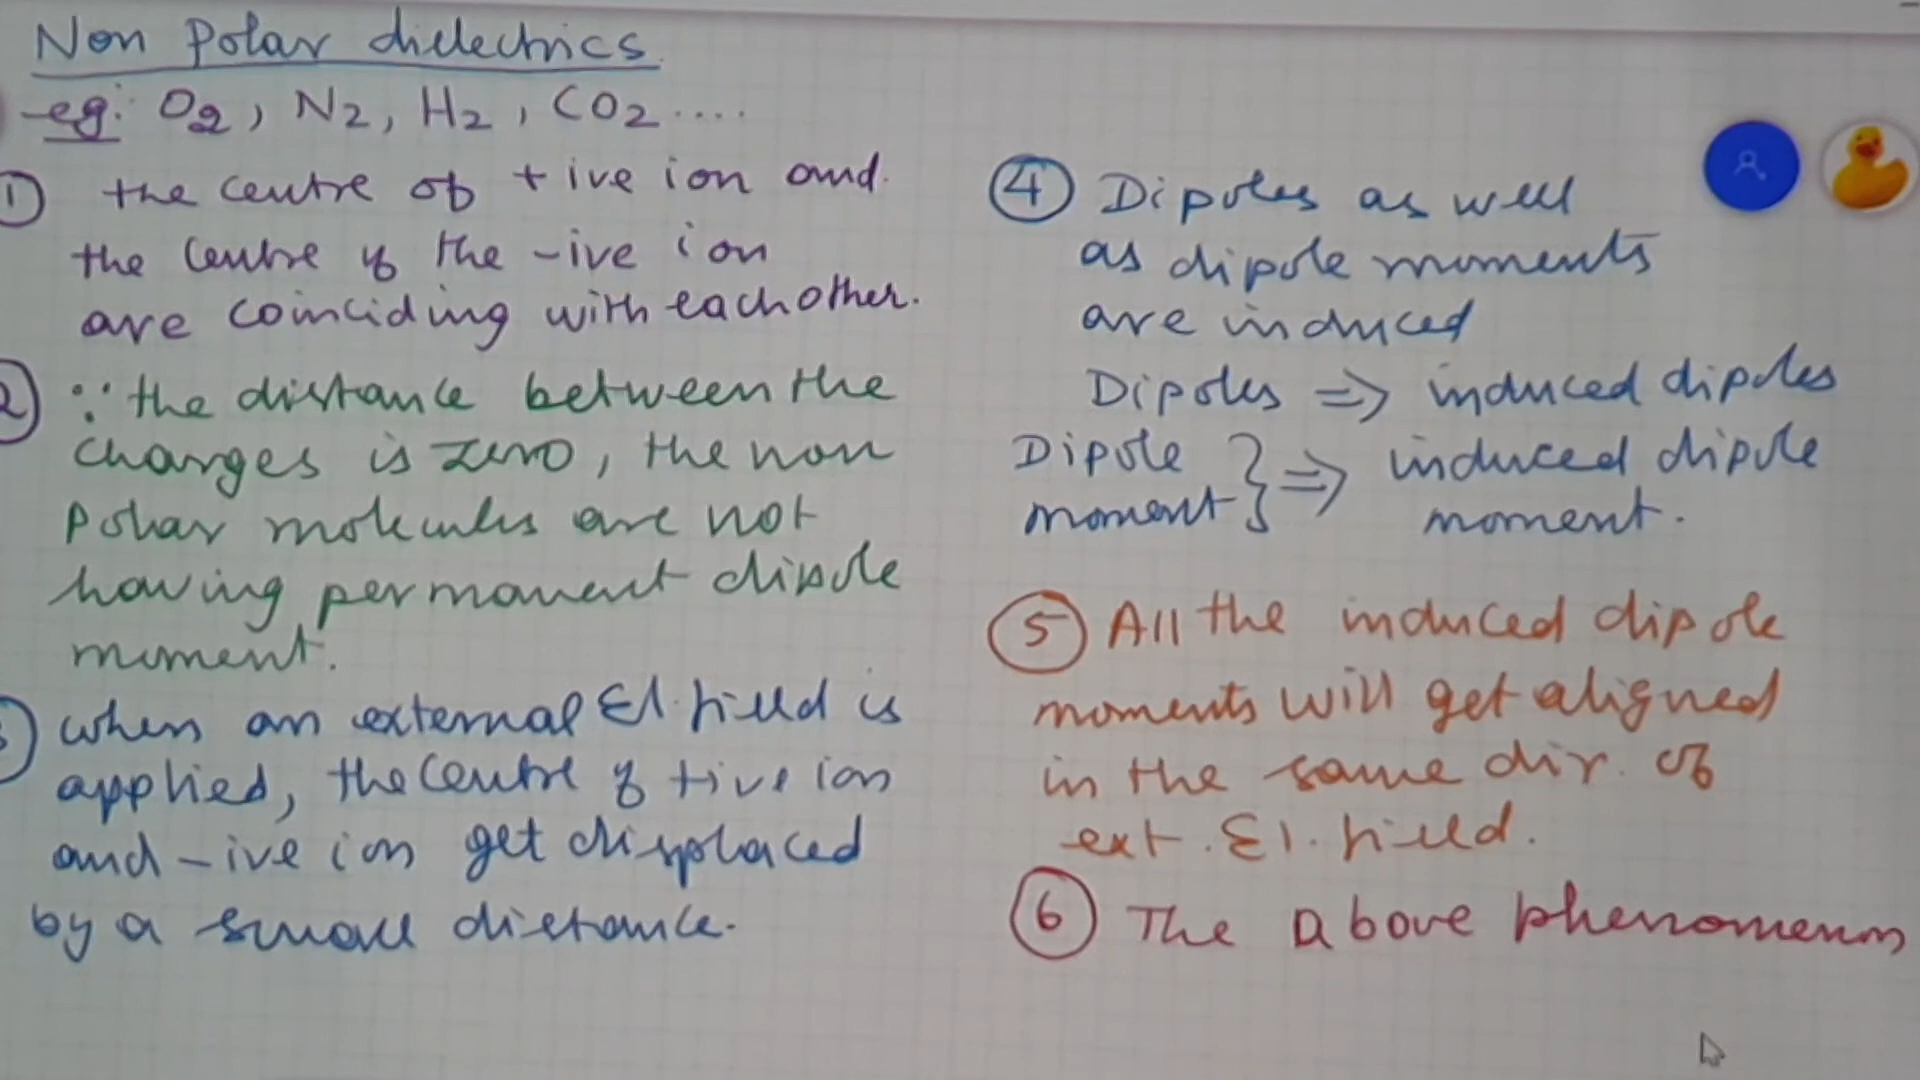 Non Polar dielectrics
eg: O2, N2, H2, CO2 ....
① the centre of +ive ion and
the centre of the -ive ion
are coinciding with eachother.
② ∵ the distance between the
charges is zero, the non
polar molecules are not
having permanent dipole
moment.
③ when an external El. field is
applied, the centre of +ive ion
and -ive ion get displaced
by a small distance.
④ Dipoles as well
as dipole moments
are induced
Dipoles => induced dipoles
Dipole moment } => induced dipole
moment.
⑤ All the induced dipole
moments will get aligned
in the same dir. of
ext. El. field.
⑥ The above phenomenon